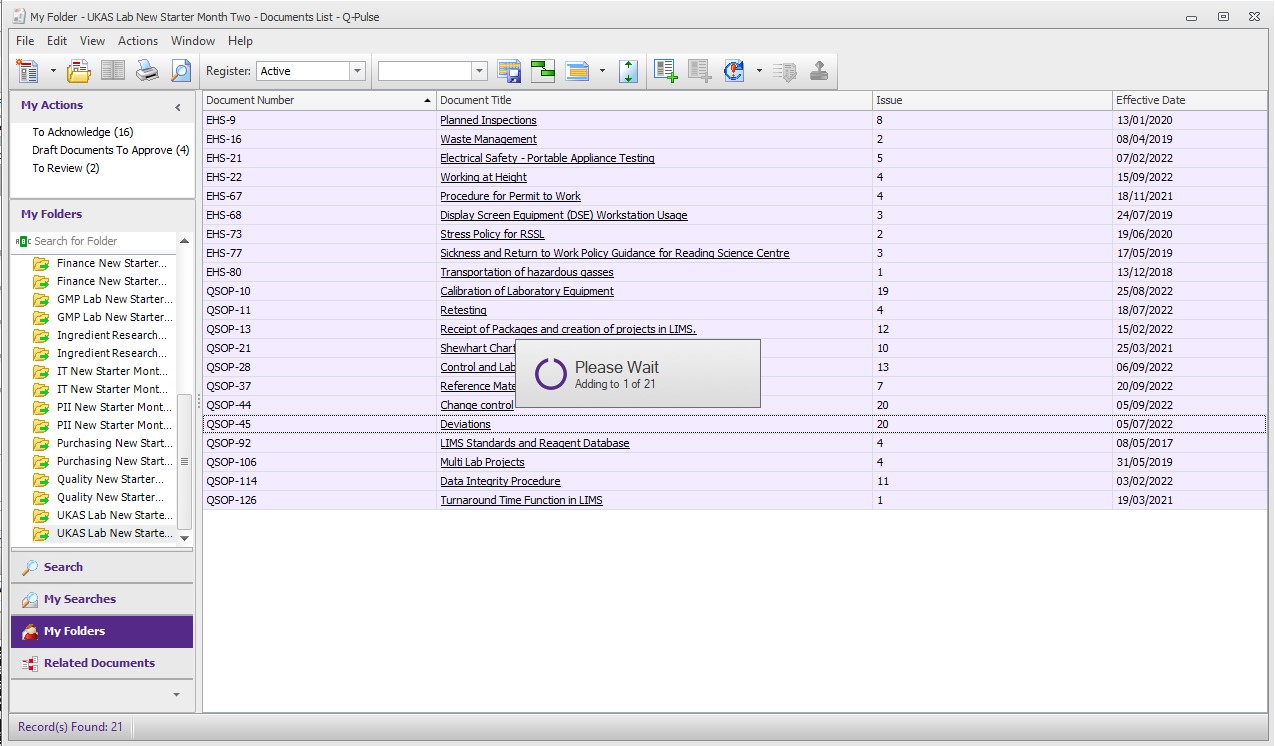 My Folder - UKAS Lab New Starter Month Two - Documents List - Q-Pulse
File Edit View Actions Window Help
Register: Active
My Actions
To Acknowledge (16)
Draft Documents To Approve (4)
To Review (2)
My Folders
Search for Folder
Finance New Starter...
Finance New Starter...
GMP Lab New Starter...
GMP Lab New Starter...
Ingredient Research...
Ingredient Research...
IT New Starter Mont...
IT New Starter Mont...
PII New Starter Mont...
PII New Starter Mont...
Purchasing New Start...
Purchasing New Start...
Quality New Starter...
Quality New Starter...
UKAS Lab New Starte...
UKAS Lab New Starte...
Search
My Searches
My Folders
Related Documents
Document Number Document Title Issue Effective Date
EHS-9 Planned Inspections 8 13/01/2020
EHS-16 Waste Management 2 08/04/2019
EHS-21 Electrical Safety - Portable Appliance Testing 5 07/02/2022
EHS-22 Working at Height 4 15/09/2022
EHS-67 Procedure for Permit to Work 4 18/11/2021
EHS-68 Display Screen Equipment (DSE) Workstation Usage 3 24/07/2019
EHS-73 Stress Policy for RSSL 2 19/06/2020
EHS-77 Sickness and Return to Work Policy Guidance for Reading Science Centre 3 17/05/2019
EHS-80 Transportation of hazardous gasses 1 13/12/2018
QSOP-10 Calibration of Laboratory Equipment 19 25/08/2022
QSOP-11 Retesting 4 18/07/2022
QSOP-13 Receipt of Packages and creation of projects in LIMS. 12 15/02/2022
QSOP-21 Shewhart Chart 10 25/03/2021
QSOP-28 Control and Lab 13 06/09/2022
QSOP-37 Reference Mate 7 20/09/2022
QSOP-44 Change control 20 05/09/2022
QSOP-45 Deviations 20 05/07/2022
QSOP-92 LIMS Standards and Reagent Database 4 08/05/2017
QSOP-106 Multi Lab Projects 4 31/05/2019
QSOP-114 Data Integrity Procedure 11 03/02/2022
QSOP-126 Turnaround Time Function in LIMS 1 19/03/2021
Please Wait
Adding to 1 of 21
Record(s) Found: 21